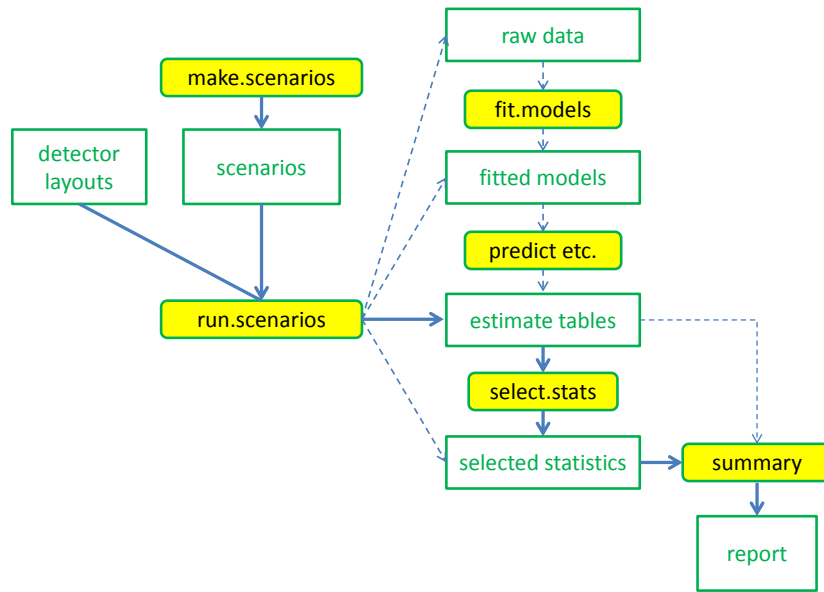 raw data
make.scenarios
fit.models
detector
layouts
scenarios
fitted models
predict etc.
run.scenarios
estimate tables
select.stats
selected statistics
summary
report